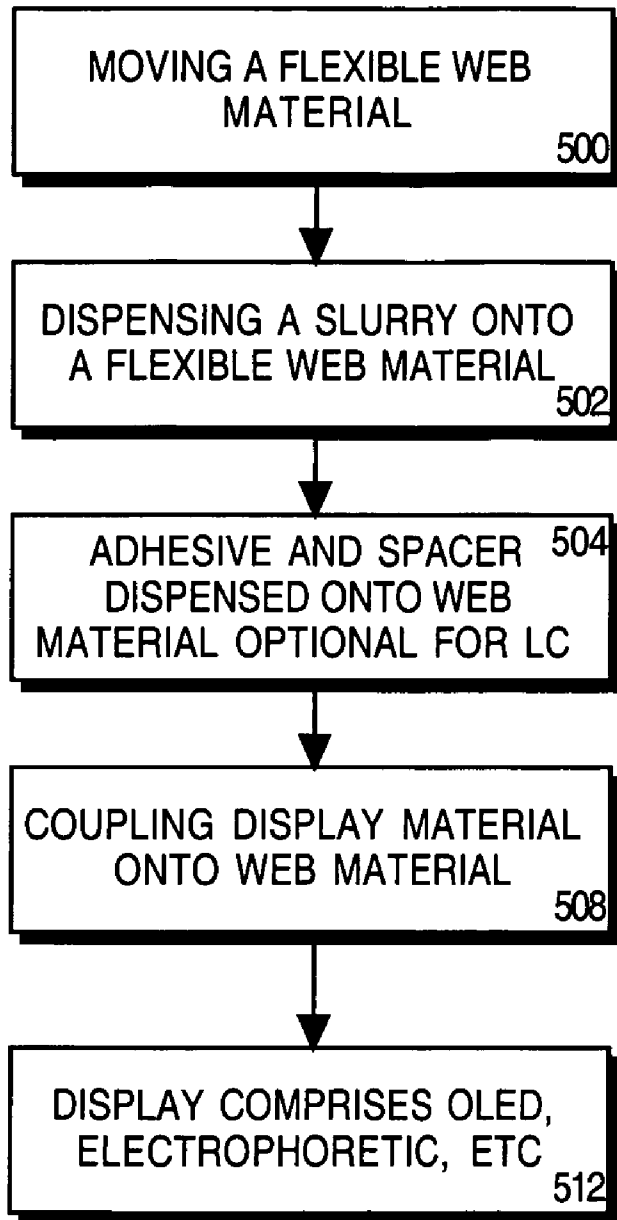 MOVING A FLEXIBLE WEB
MATERIAL
500
DISPENSING A SLURRY ONTO
A FLEXIBLE WEB MATERIAL
502
ADHESIVE AND SPACER 504
DISPENSED ONTO WEB
MATERIAL OPTIONAL FOR LC
COUPLING DISPLAY MATERIAL
ONTO WEB MATERIAL
508
DISPLAY COMPRISES OLED,
ELECTROPHORETIC, ETC
512